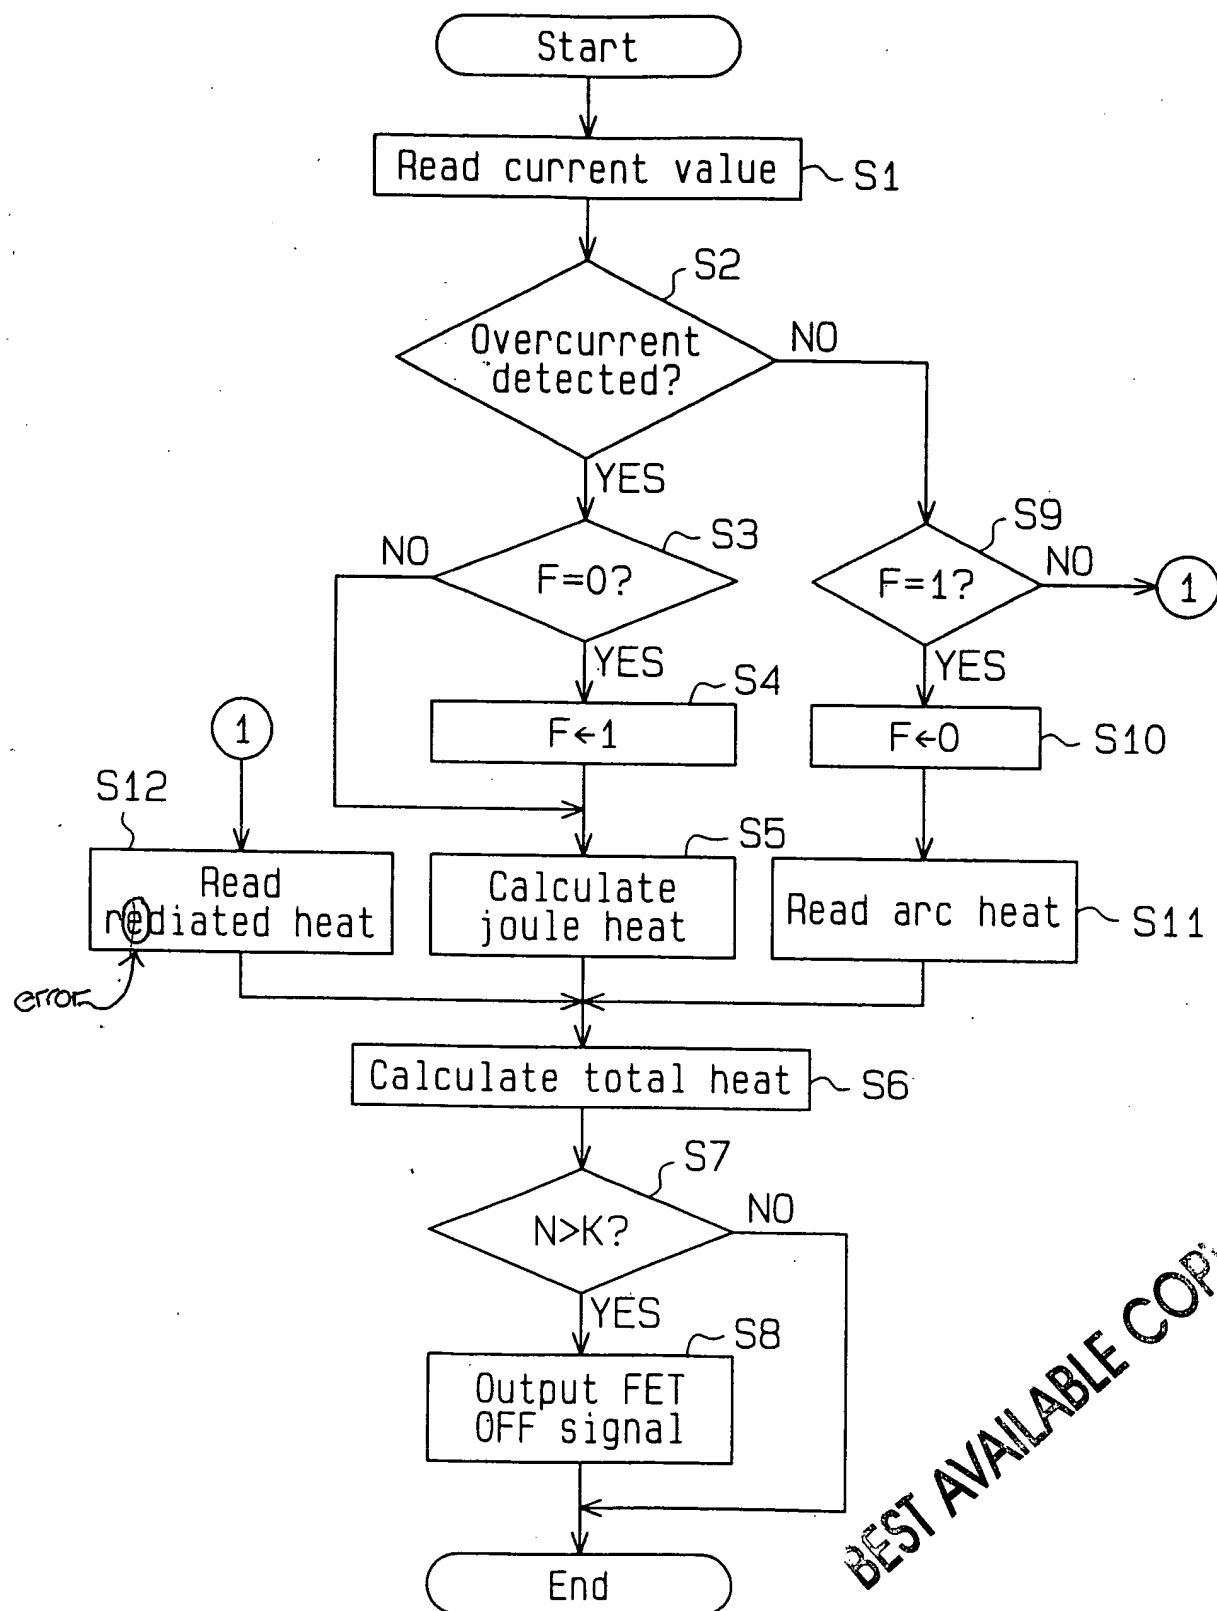 Start
Read current value
S1
S2
Overcurrent
detected?
NO
YES
S3
NO
F=0?
S9
F=1?
NO
1
YES
S4
F←1
YES
F←0
S10
1
S12
Read
rediated heat
error
S5
Calculate
joule heat
Read arc heat
S11
Calculate total heat
S6
S7
N>K?
NO
YES
S8
Output FET
OFF signal
End
BEST AVAILABLE COPY